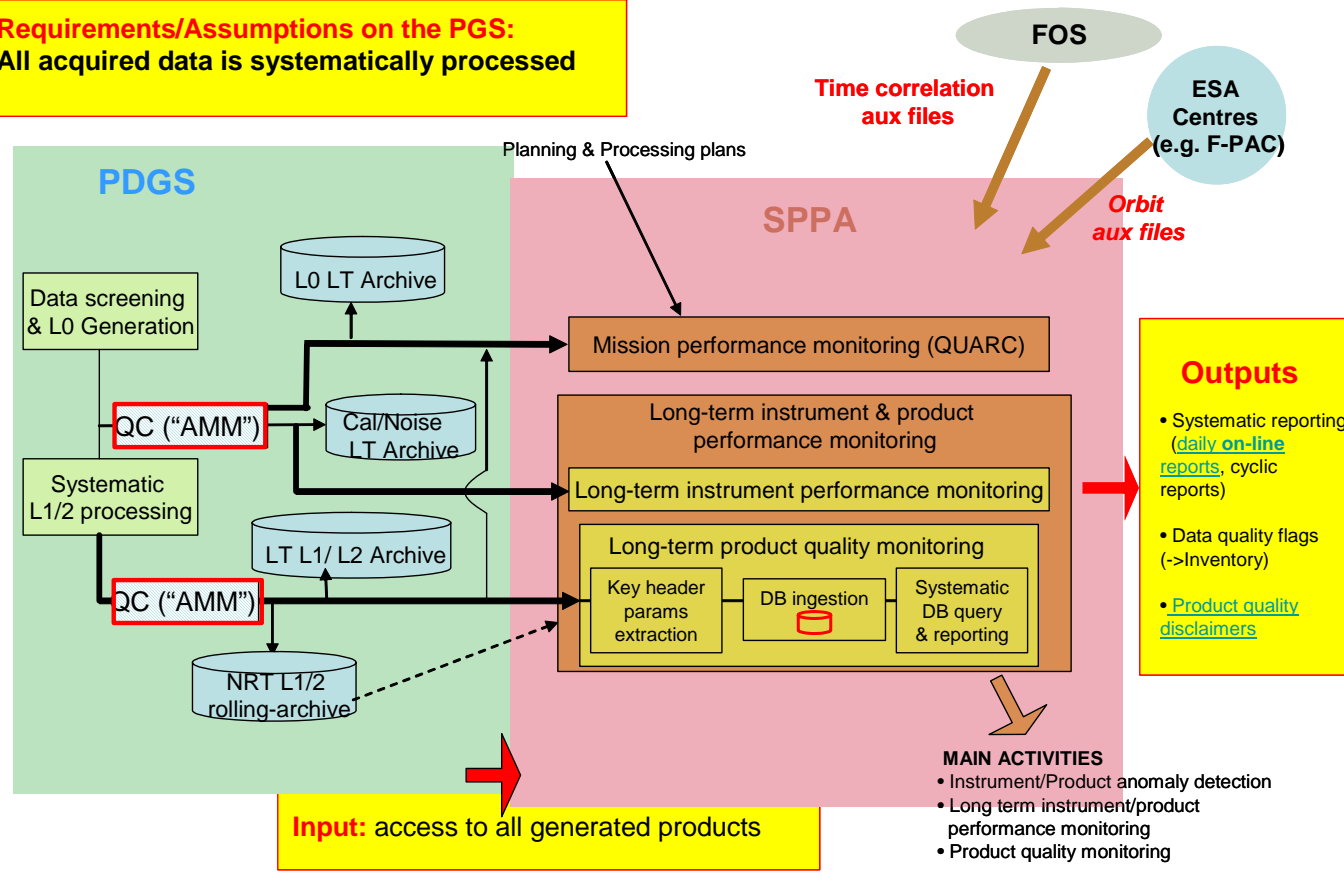 Requirements/Assumptions on the PGS:
All acquired data is systematically processed
FOS
ESA
Centres
(e.g. F-PAC)
Time correlation
aux files
Orbit
aux files
Planning & Processing plans
PDGS
SPPA
L0 LT Archive
Data screening
& L0 Generation
Mission performance monitoring (QUARC)
QC (“AMM”)
Cal/Noise
LT Archive
Long-term instrument & product
performance monitoring
Systematic
L1/2 processing
Long-term instrument performance monitoring
LT L1/ L2 Archive
Long-term product quality monitoring
QC (“AMM”)
Key header
params
extraction
DB ingestion
Systematic
DB query
& reporting
NRT L1/2
rolling-archive
Outputs
• Systematic reporting
(daily on-line
reports, cyclic
reports)
• Data quality flags
(->Inventory)
• Product quality
disclaimers
MAIN ACTIVITIES
• Instrument/Product anomaly detection
• Long term instrument/product
performance monitoring
• Product quality monitoring
Input: access to all generated products